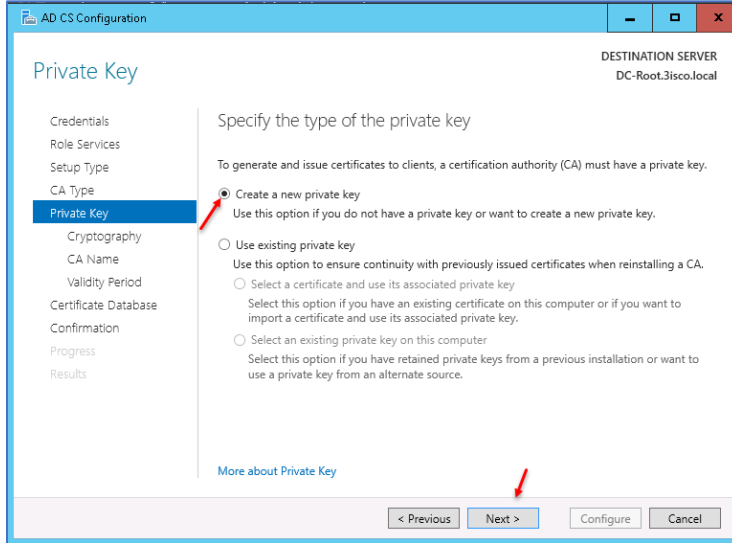 AD CS Configuration
DESTINATION SERVER
DC-Root.3isco.local
Private Key
Credentials
Role Services
Setup Type
CA Type
Private Key
Cryptography
CA Name
Validity Period
Certificate Database
Confirmation
Progress
Results
Specify the type of the private key
To generate and issue certificates to clients, a certification authority (CA) must have a private key.
Create a new private key
Use this option if you do not have a private key or want to create a new private key.
Use existing private key
Use this option to ensure continuity with previously issued certificates when reinstalling a CA.
Select a certificate and use its associated private key
Select this option if you have an existing certificate on this computer or if you want to
import a certificate and use its associated private key.
Select an existing private key on this computer
Select this option if you have retained private keys from a previous installation or want to
use a private key from an alternate source.
More about Private Key
< Previous
Next >
Configure
Cancel